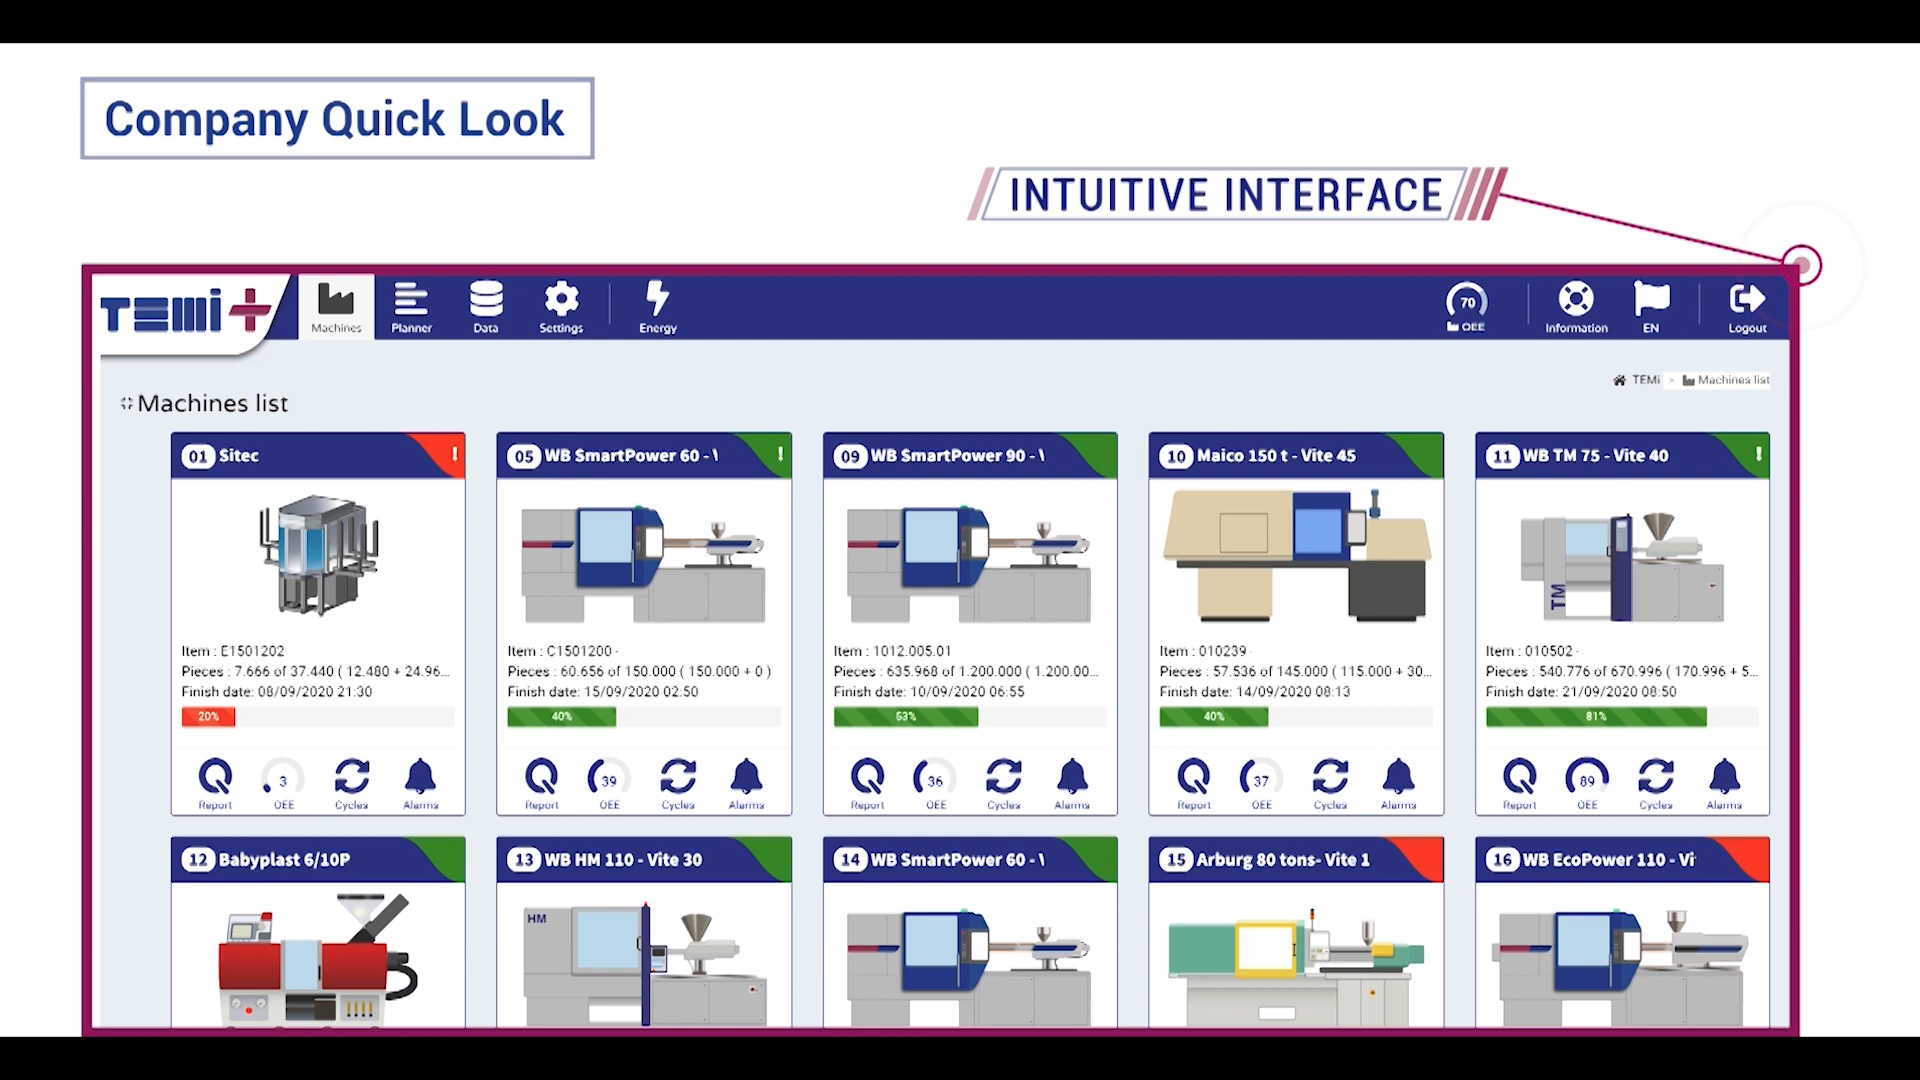 Company Quick Look
INTUITIVE INTERFACE
TEMi+
Machines
Planner
Data
Settings
Energy
70
OEE
Information
EN
Logout
TEMi > Machines list
Machines list
01 Sitec !
Item : E1501202
Pieces : 7.666 of 37.440 ( 12.480 + 24.96...
Finish date: 08/09/2020 21:30
20%
3
Report OEE Cycles Alarms
05 WB SmartPower 60 - !
Item : C1501200 -
Pieces : 60.656 of 150.000 ( 150.000 + 0 )
Finish date: 15/09/2020 02:50
40%
39
Report OEE Cycles Alarms
09 WB SmartPower 90 -
Item : 1012.005.01
Pieces : 635.968 of 1.200.000 ( 1.200.00...
Finish date: 10/09/2020 06:55
53%
36
Report OEE Cycles Alarms
10 Maico 150 t - Vite 45
Item : 010239
Pieces : 57.536 of 145.000 ( 115.000 + 30...
Finish date: 14/09/2020 08:13
40%
37
Report OEE Cycles Alarms
11 WB TM 75 - Vite 40 !
TM
Item : 010502
Pieces : 540.776 of 670.996 ( 170.996 + 5...
Finish date: 21/09/2020 08:50
81%
89
Report OEE Cycles Alarms
12 Babyplast 6/10P
13 WB HM 110 - Vite 30
HM
14 WB SmartPower 60 -
15 Arburg 80 tons- Vite 1
16 WB EcoPower 110 - Vi